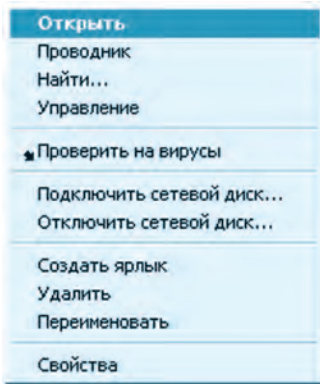 Открыть
Проводник
Найти...
Управление
Проверить на вирусы
Подключить сетевой диск...
Отключить сетевой диск...
Создать ярлык
Удалить
Переименовать
Свойства